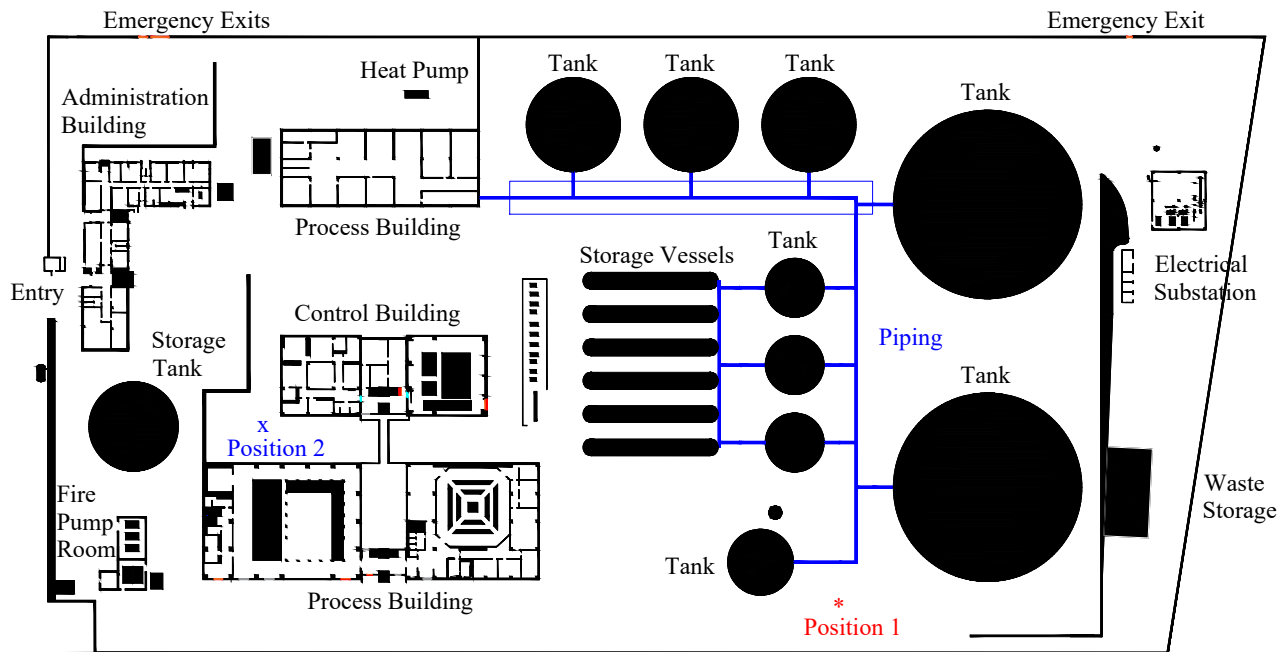 Emergency Exits
Emergency Exit
Heat Pump
Tank
Tank
Tank
Tank
Administration
Building
Process Building
Storage Vessels
Tank
Entry
Electrical
Substation
Control Building
Storage
Tank
Piping
Tank
Tank
x
Position 2
Fire
Pump
Room
Waste
Storage
Tank
Process Building
*
Position 1